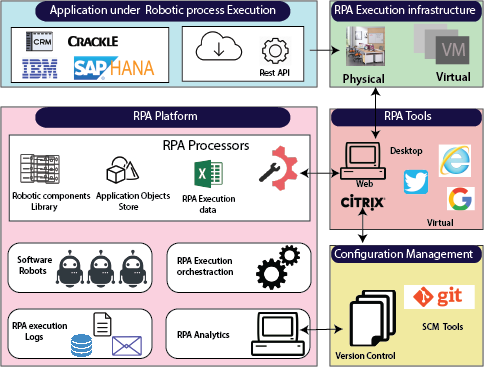 Application under Robotic process Execution
CRM
CRACKLE
IBM
SAP HANA
Rest API
RPA Execution infrastructure
Physical
VM
Virtual
RPA Platform
RPA Processors
Robotic components
Library
Application Objects
Store
RPA Execution
data
Software
Robots
RPA Execution
orchestration
RPA execution
Logs
RPA Analytics
RPA Tools
Desktop
Web
CITRIX
Virtual
Configuration Management
Version Control
git
SCM Tools